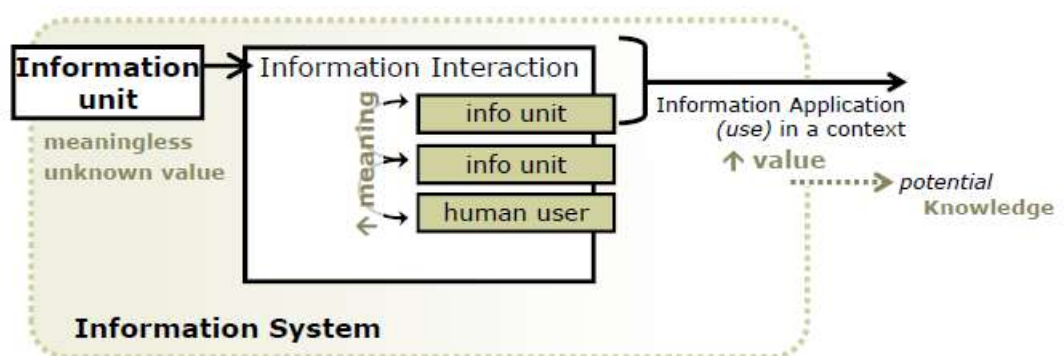 Information
unit
meaningless
unknown value
Information Interaction
↑ meaning
info unit
info unit
human user
Information Application
(use) in a context
↑ value
potential
Knowledge
Information System